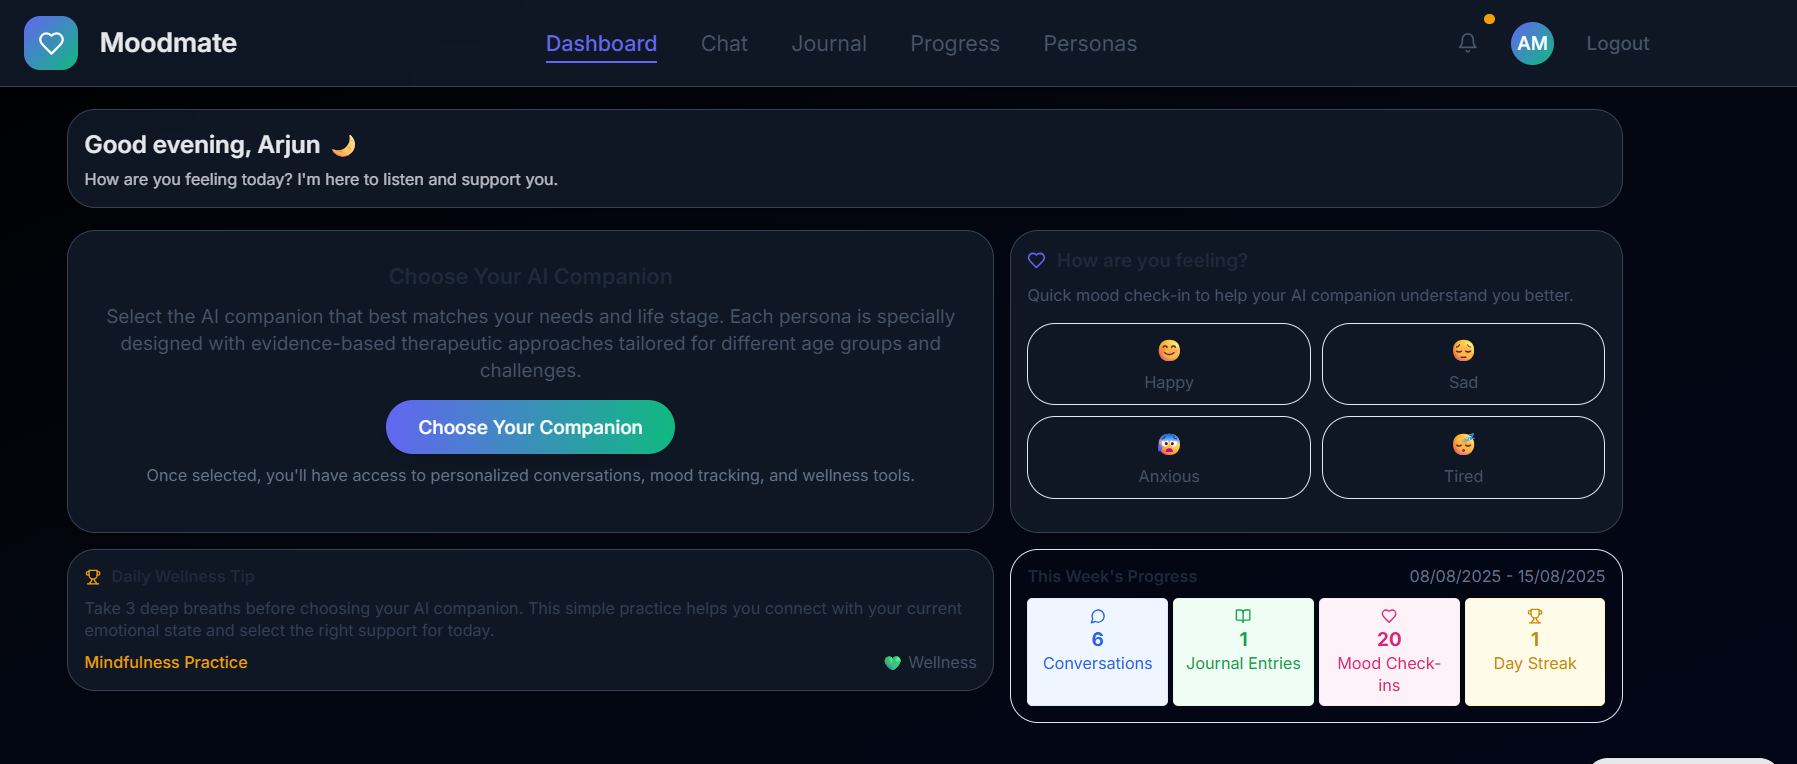 Moodmate
Dashboard
Chat
Journal
Progress
Personas
AM
Logout
Good evening, Arjun 🌙
How are you feeling today? I'm here to listen and support you.
Choose Your AI Companion
Select the AI companion that best matches your needs and life stage. Each persona is specially
designed with evidence-based therapeutic approaches tailored for different age groups and
challenges.
Choose Your Companion
Once selected, you'll have access to personalized conversations, mood tracking, and wellness tools.
How are you feeling?
Quick mood check-in to help your AI companion understand you better.
😊
Happy
😔
Sad
😰
Anxious
😴
Tired
Daily Wellness Tip
Take 3 deep breaths before choosing your AI companion. This simple practice helps you connect with your current
emotional state and select the right support for today.
Mindfulness Practice
💚 Wellness
This Week's Progress
08/08/2025 - 15/08/2025
6
Conversations
1
Journal Entries
20
Mood Check-
ins
1
Day Streak